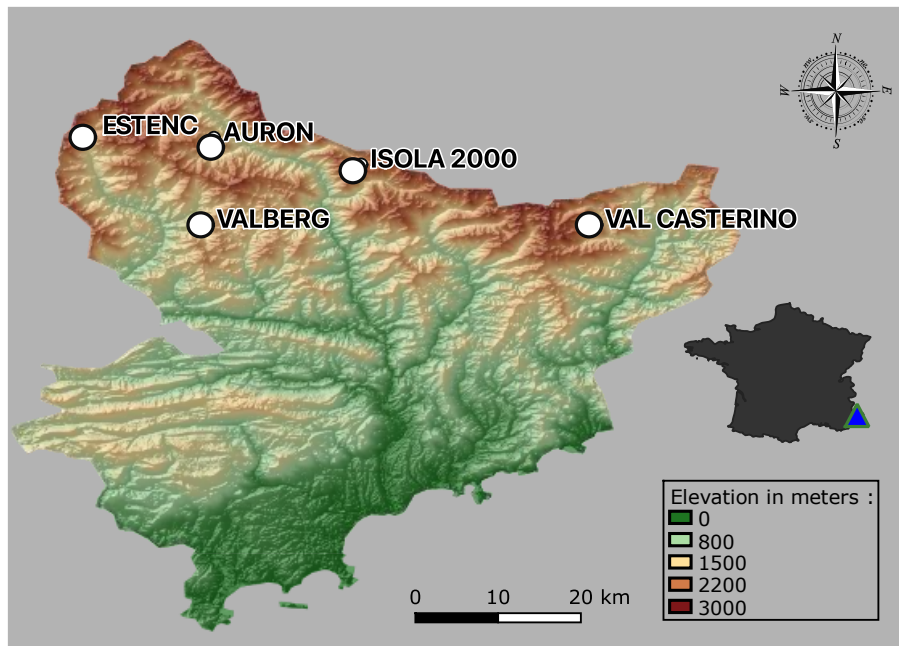 N
W
E
S
ESTENC
AURON
ISOLA 2000
VALBERG
VAL CASTERINO
Elevation in meters :
0
800
1500
2200
3000
0 10 20 km